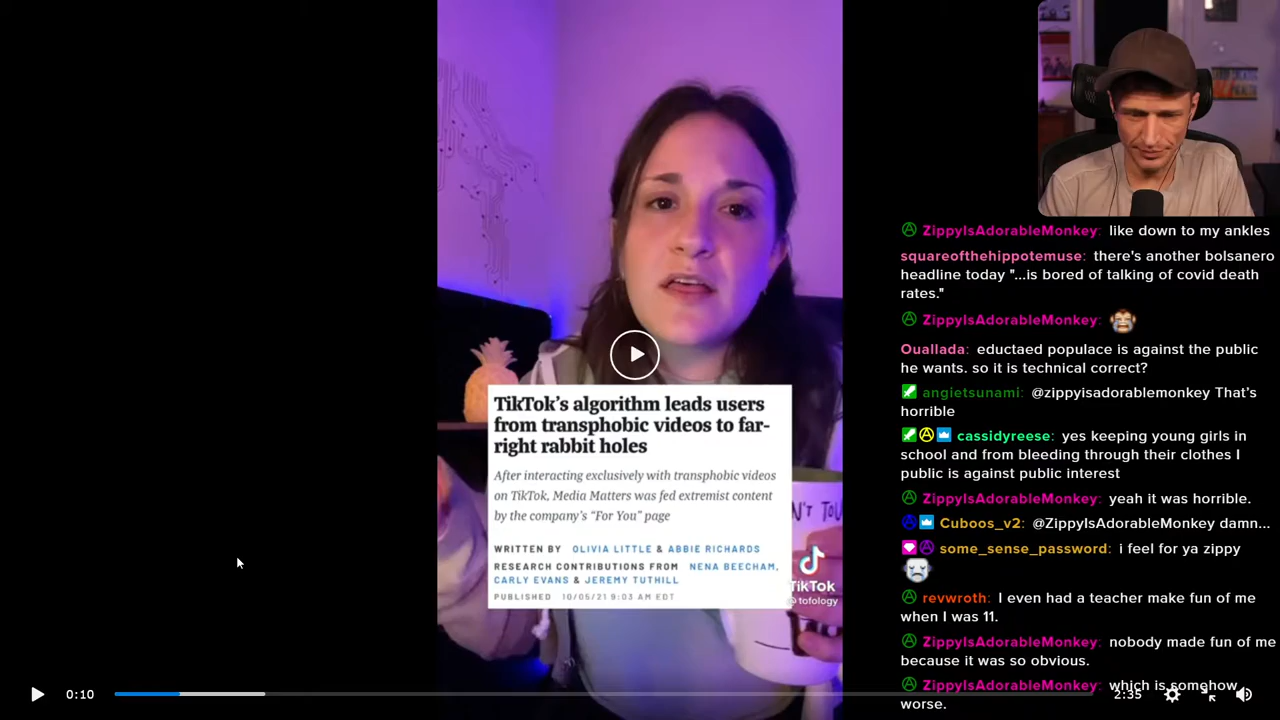 TikTok's algorithm leads users
from transphobic videos to far-
right rabbit holes
After interacting exclusively with transphobic videos
on TikTok, Media Matters was fed extremist content
by the company's "For You" page
WRITTEN BY OLIVIA LITTLE & ABBIE RICHARDS
RESEARCH CONTRIBUTIONS FROM NENA BEECHAM,
CARLY EVANS & JEREMY TUTHILL
PUBLISHED 10/05/21 9:03 AM EDT
N'T TOU
TikTok
@tofology
ZippyIsAdorableMonkey: like down to my ankles
squareofthehippotemuse: there's another bolsanero
headline today "...is bored of talking of covid death
rates."
ZippyIsAdorableMonkey:
Ouallada: eductaed populace is against the public
he wants. so it is technical correct?
angietsunami: @zippyisadorablemonkey That's
horrible
cassidyreese: yes keeping young girls in
school and from bleeding through their clothes I
public is against public interest
ZippyIsAdorableMonkey: yeah it was horrible.
Cuboos_v2: @ZippyIsAdorableMonkey damn...
some_sense_password: i feel for ya zippy
revwroth: I even had a teacher make fun of me
when I was 11.
ZippyIsAdorableMonkey: nobody made fun of me
because it was so obvious.
ZippyIsAdorableMonkey: which is somehow
worse.
0:10
2:35